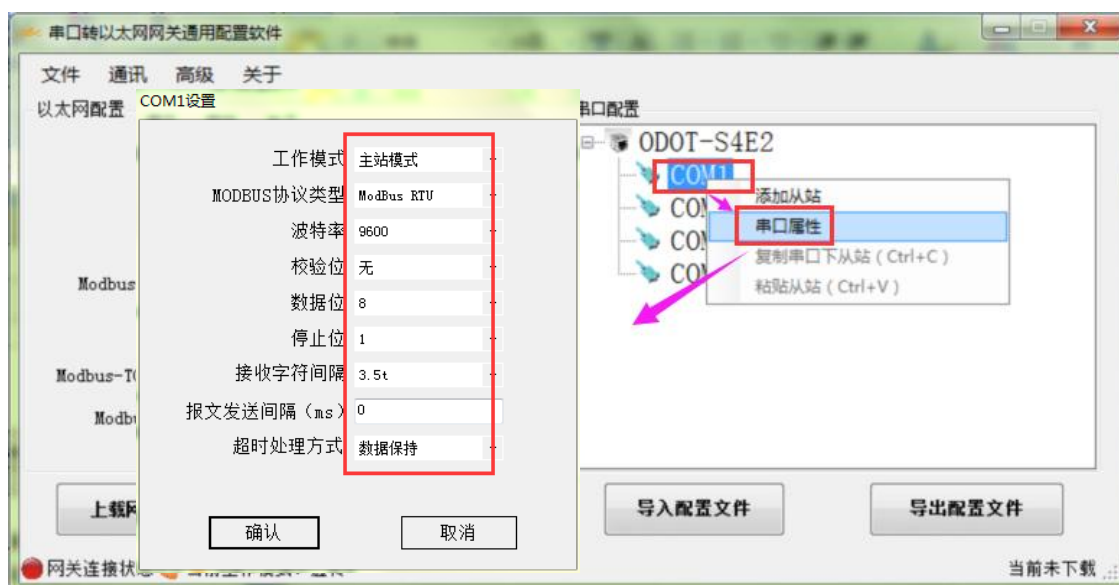 串口转以太网网关通用配置软件
文件 通讯 高级 关于
以太网配置
Modbus
COM1设置
工作模式 主站模式
MODBUS协议类型 ModBus RTU
波特率 9600
校验位 无
数据位 8
停止位 1
接收字符间隔 3.5t
报文发送间隔（ms） 0
超时处理方式 数据保持
确认 取消
串口配置
ODOT-S4E2
COM1
添加从站
串口属性
复制串口下从站（Ctrl+C）
粘贴从站（Ctrl+V）
导入配置文件 导出配置文件
网关连接状
当前未下载